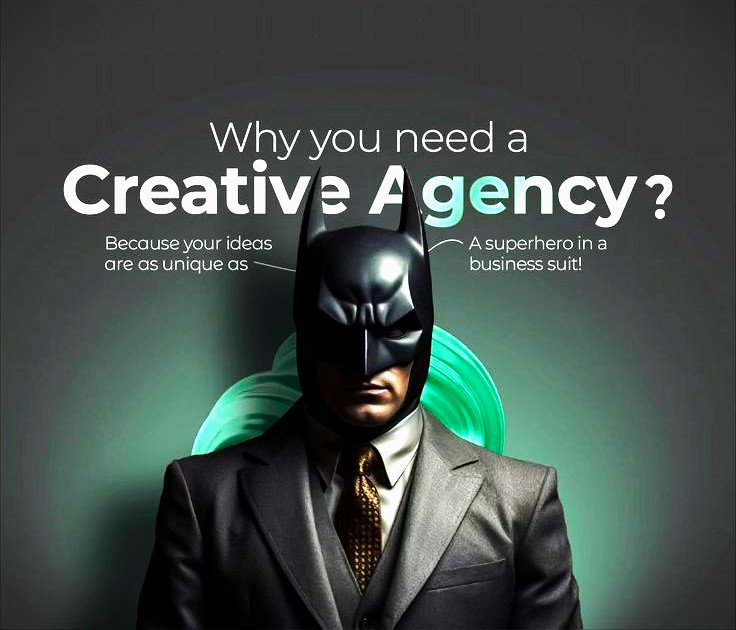 Why you need a
Creative Agency?
Because your ideas
are as unique as
A superhero in a
business suit!